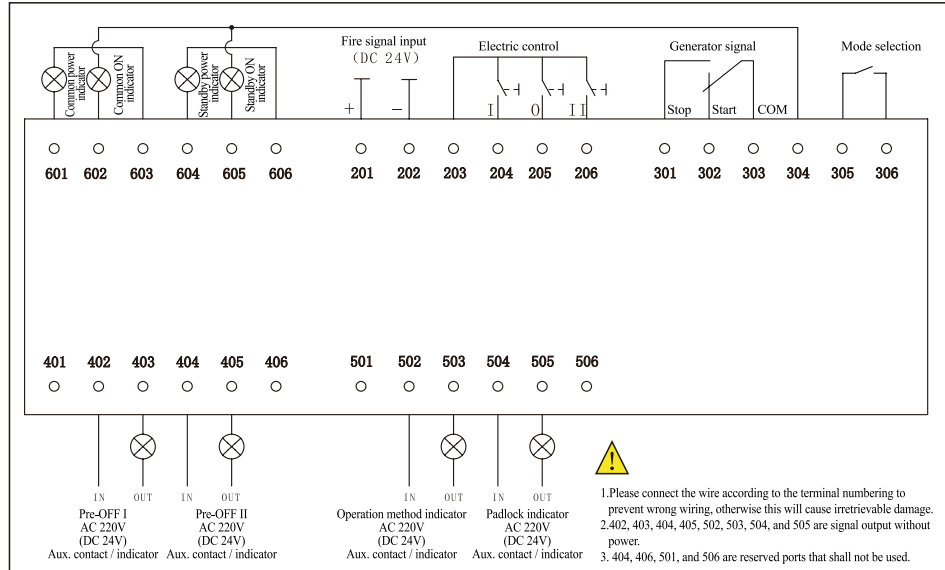 Common power
indicator
Common ON
indicator
Standby power
indicator
Standby ON
indicator
Fire signal input
(DC 24V)
+
−
Electric control
I
0
II
Generator signal
Stop
Start
COM
Mode selection
601 602 603 604 605 606 201 202 203 204 205 206 301 302 303 304 305 306
401 402 403 404 405 406 501 502 503 504 505 506
IN OUT IN OUT IN OUT IN OUT
Pre-OFF I
AC 220V
(DC 24V)
Aux. contact / indicator
Pre-OFF II
AC 220V
(DC 24V)
Aux. contact / indicator
Operation method indicator
AC 220V
(DC 24V)
Aux. contact / indicator
Padlock indicator
AC 220V
(DC 24V)
Aux. contact / indicator
!
1.Please connect the wire according to the terminal numbering to
prevent wrong wiring, otherwise this will cause irretrievable damage.
2.402, 403, 404, 405, 502, 503, 504, and 505 are signal output without
power.
3. 404, 406, 501, and 506 are reserved ports that shall not be used.